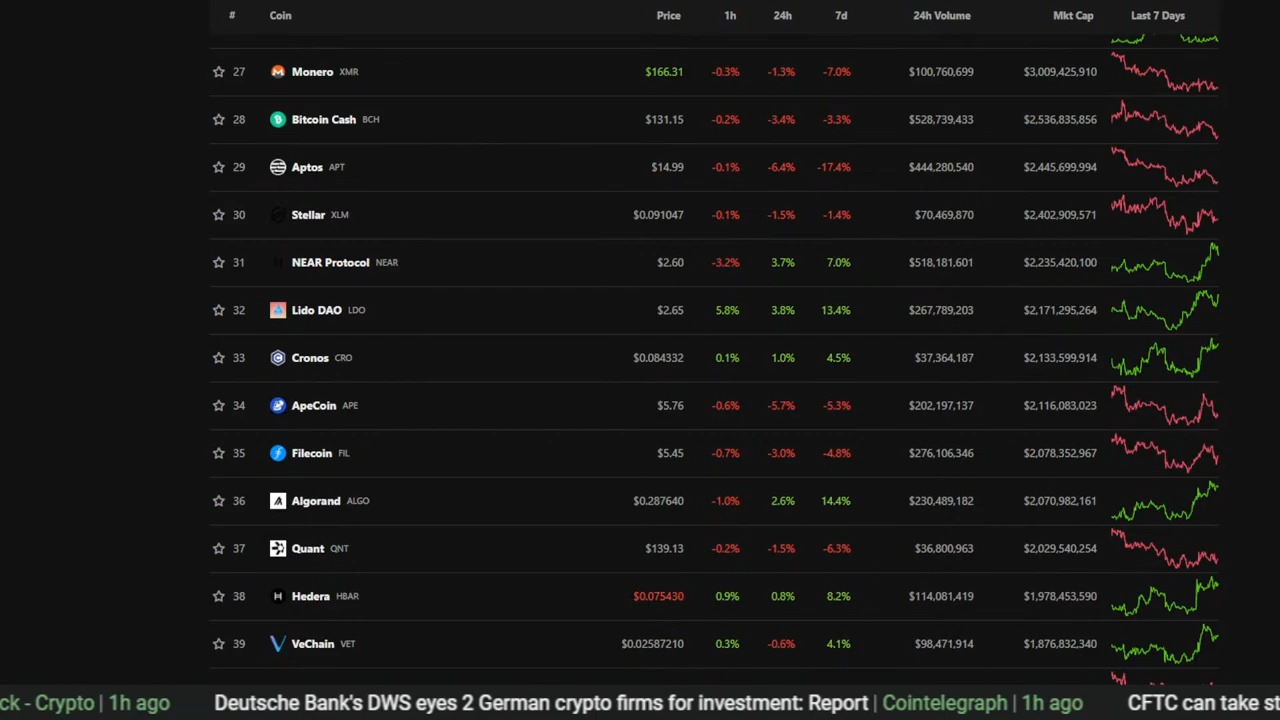 # Coin Price 1h 24h 7d 24h Volume Mkt Cap Last 7 Days
27 Monero XMR $166.31 -0.3% -1.3% -7.0% $100,760,699 $3,009,425,910
28 Bitcoin Cash BCH $131.15 -0.2% -3.4% -3.3% $528,739,433 $2,536,835,856
29 Aptos APT $14.99 -0.1% -6.4% -17.4% $444,280,540 $2,445,699,994
30 Stellar XLM $0.091047 -0.1% -1.5% -1.4% $70,469,870 $2,402,909,571
31 NEAR Protocol NEAR $2.60 -3.2% 3.7% 7.0% $518,181,601 $2,235,420,100
32 Lido DAO LDO $2.65 5.8% 3.8% 13.4% $267,789,203 $2,171,295,264
33 Cronos CRO $0.084332 0.1% 1.0% 4.5% $37,364,187 $2,133,599,914
34 ApeCoin APE $5.76 -0.6% -5.7% -5.3% $202,197,137 $2,116,083,023
35 Filecoin FIL $5.45 -0.7% -3.0% -4.8% $276,106,346 $2,078,352,967
36 Algorand ALGO $0.287640 -1.0% 2.6% 14.4% $230,489,182 $2,070,982,161
37 Quant QNT $139.13 -0.2% -1.5% -6.3% $36,800,963 $2,029,540,254
38 Hedera HBAR $0.075430 0.9% 0.8% 8.2% $114,081,419 $1,978,453,590
39 VeChain VET $0.02587210 0.3% -0.6% 4.1% $98,471,914 $1,876,832,340
ck - Crypto | 1h ago Deutsche Bank's DWS eyes 2 German crypto firms for investment: Report | Cointelegraph | 1h ago CFTC can take st